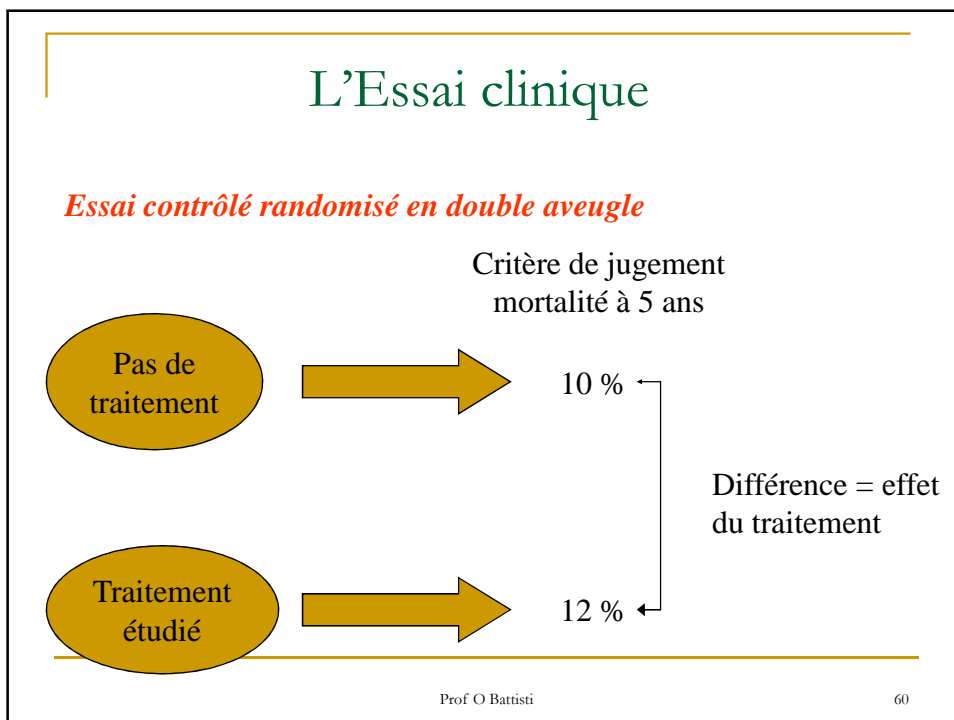 L'Essai clinique
Essai contrôlé randomisé en double aveugle
Critère de jugement
mortalité à 5 ans
Pas de
traitement
10 %
Différence = effet
du traitement
Traitement
étudié
12 %
Prof O Battisti
60